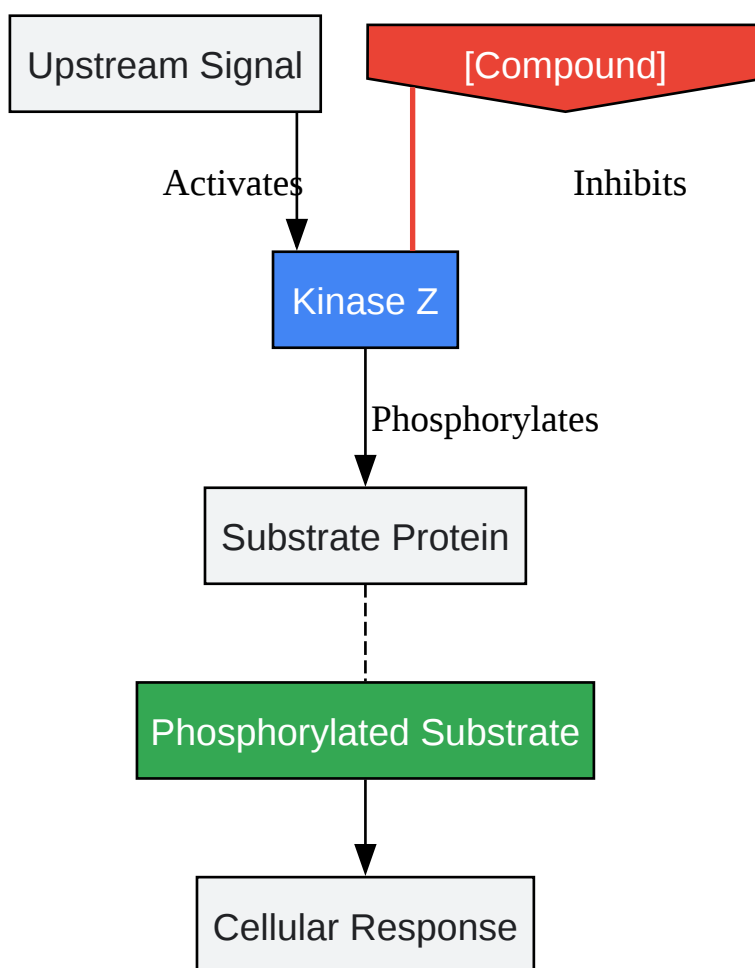 Upstream Signal
[Compound]
Activates
Inhibits
Kinase Z
Phosphorylates
Substrate Protein
Phosphorylated Substrate
Cellular Response